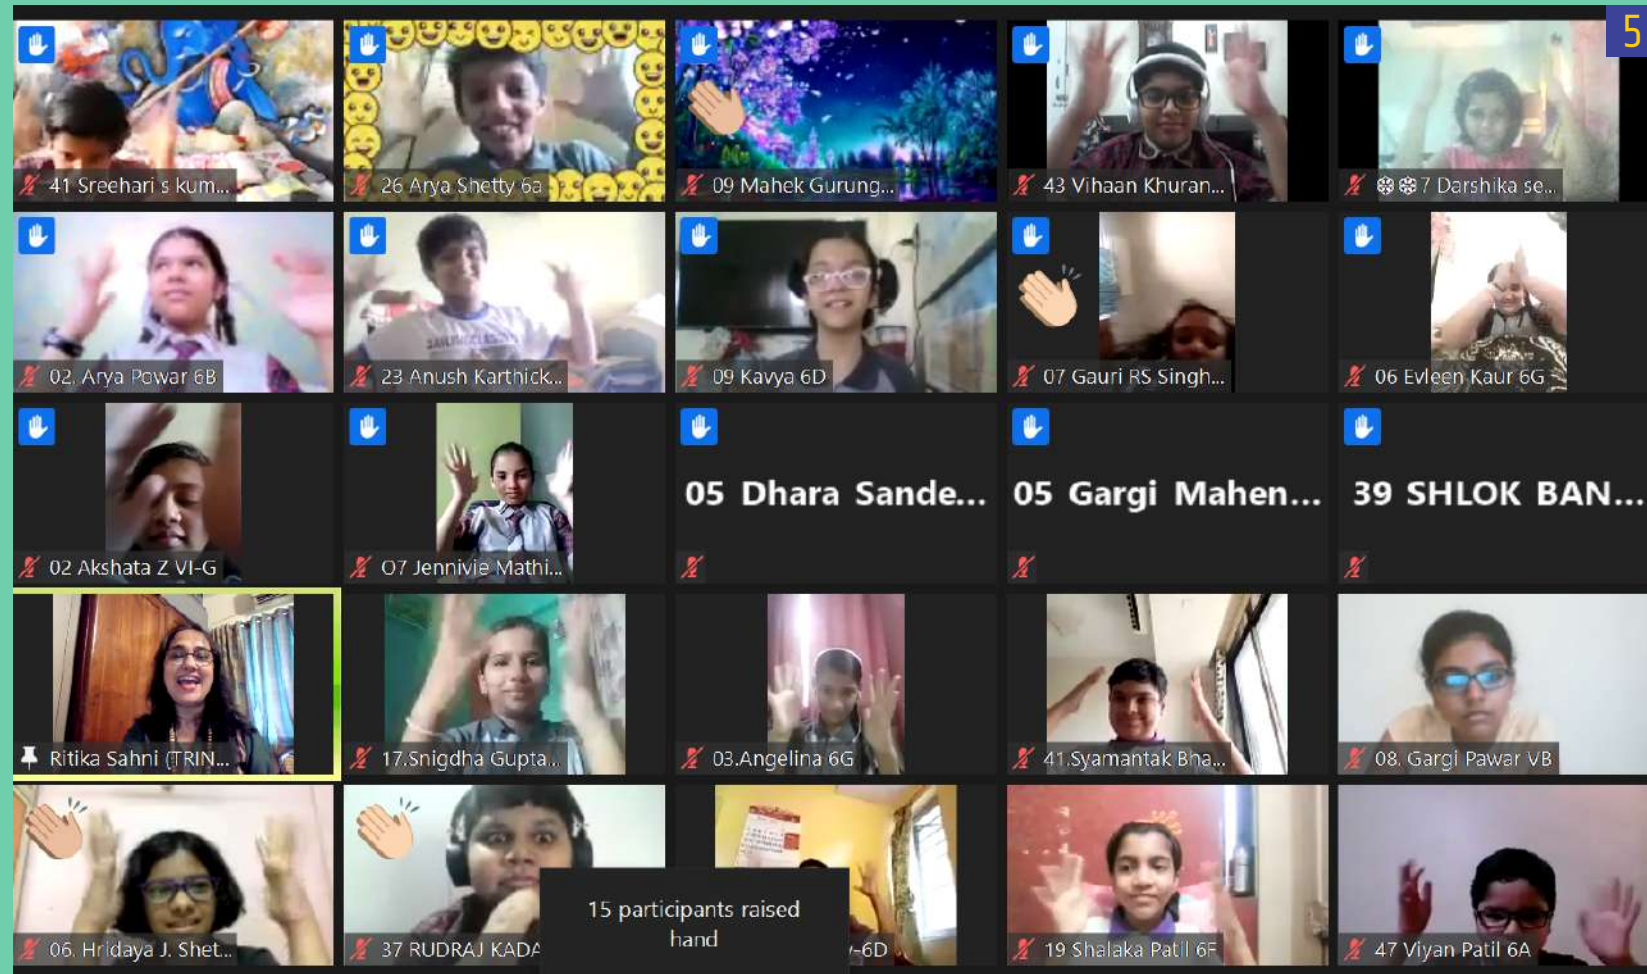 5
41 Sreehari s kum...
26 Arya Shetty 6a
09 Mahek Gurung...
43 Vihaan Khuran...
7 Darshika se...
02. Arya Powar 6B
23 Anush Karthick...
09 Kavya 6D
07 Gauri RS Singh...
06 Evleen Kaur 6G
02 Akshata Z VI-G
O7 Jennivie Mathi...
05 Dhara Sande...
05 Gargi Mahen...
39 SHLOK BAN...
Ritika Sahni (TRIN...
17.Snigdha Gupta...
03.Angelina 6G
41.Syamantak Bha...
08. Gargi Pawar VB
06. Hridaya J. Shet...
37 RUDRAJ KADA
15 participants raised
hand
-6D
19 Shalaka Patil 6F
47 Viyan Patil 6A